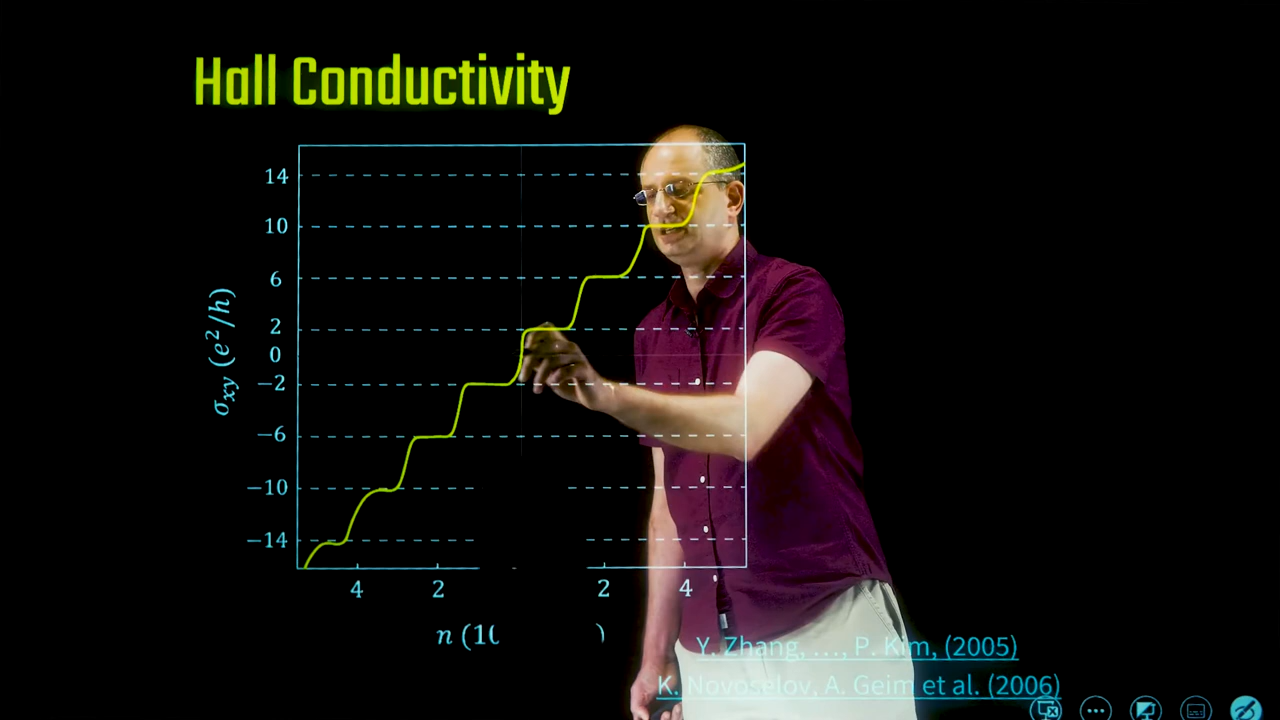 Hall Conductivity
14
10
6
2
0
−2
−6
−10
−14
σxy (e²/h)
4 2 2 4
n (1 )
Y. Zhang, ..., P. Kim, (2005)
K. Novoselov, A. Geim et al. (2006)